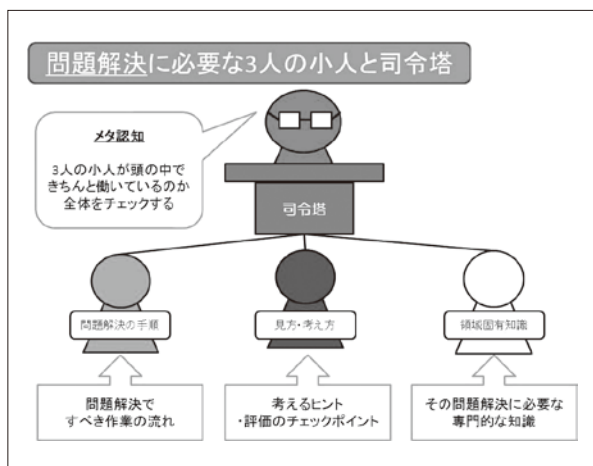 問題解決に必要な3人の小人と司令塔
メタ認知
3人の小人が頭の中で
きちんと働いているのか
全体をチェックする
司令塔
問題解決の手順
見方・考え方
領域固有知識
問題解決で
すべき作業の流れ
考えるヒント
・評価のチェックポイント
その問題解決に必要な
専門的な知識